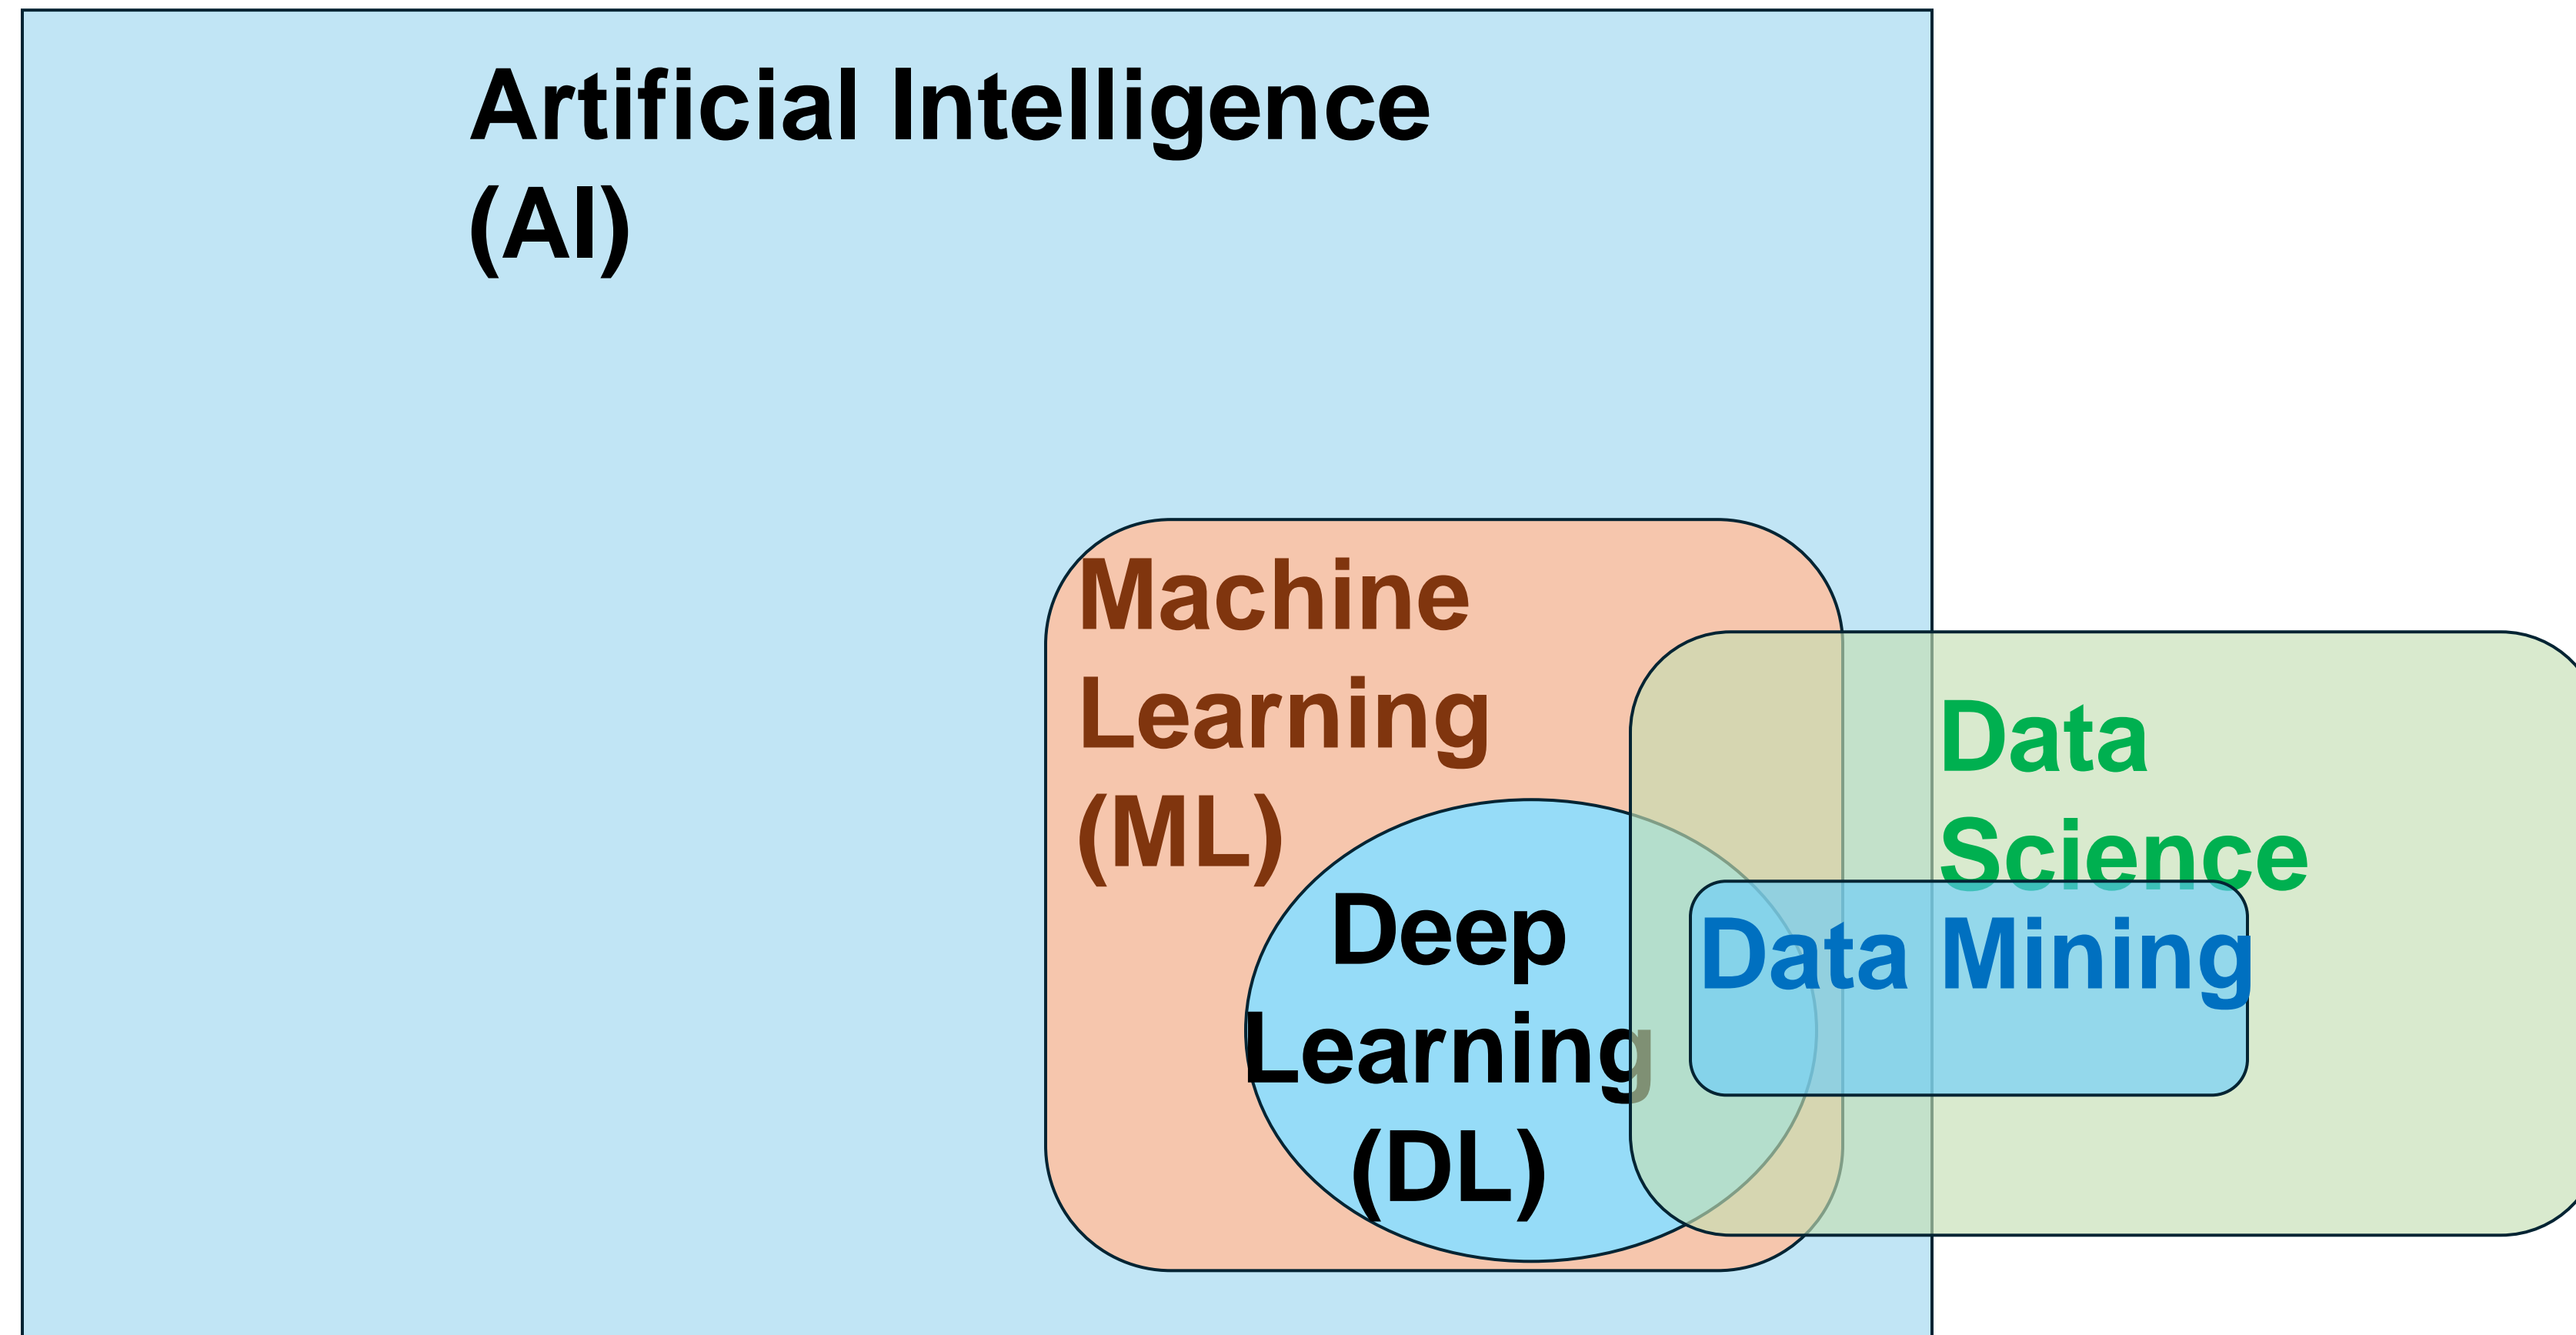 Artificial Intelligence
(AI)
Machine
Learning
(ML)
Deep
Learning
(DL)
Data
Science
Data Mining